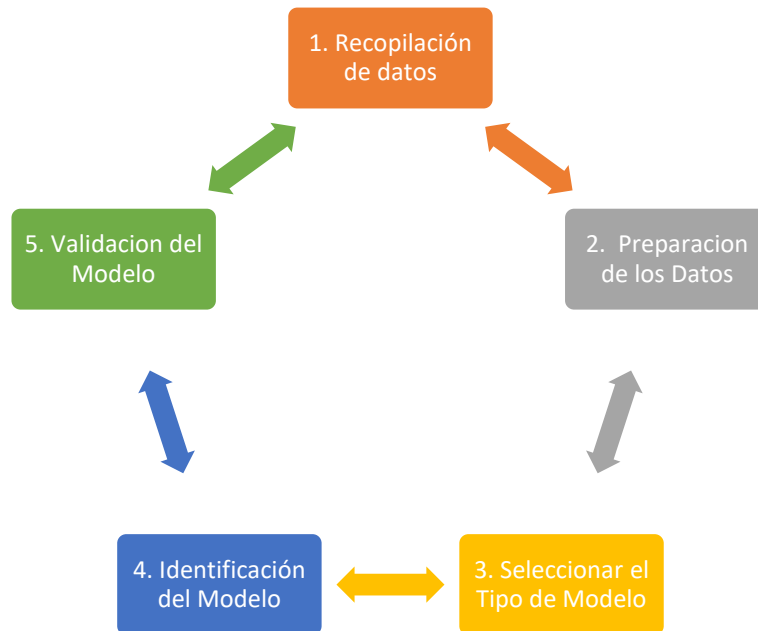 1. Recopilación
de datos
2. Preparacion
de los Datos
3. Seleccionar el
Tipo de Modelo
4. Identificación
del Modelo
5. Validacion del
Modelo